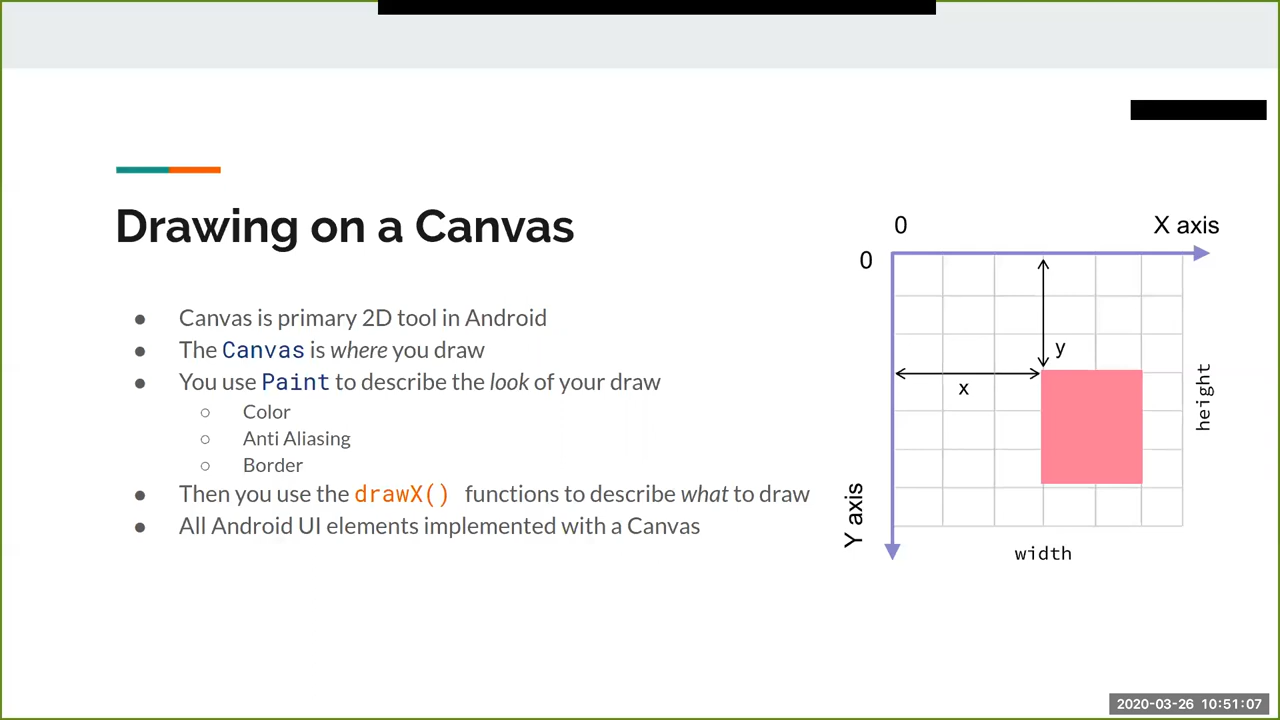 Drawing on a Canvas
● Canvas is primary 2D tool in Android
● The Canvas is where you draw
● You use Paint to describe the look of your draw
○ Color
○ Anti Aliasing
○ Border
● Then you use the drawX() functions to describe what to draw
● All Android UI elements implemented with a Canvas
0
X axis
0
y
x
height
Y axis
width
2020-03-26 10:51:07